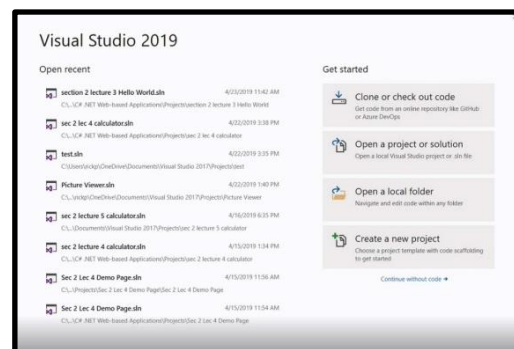 Visual Studio 2019
Open recent
section 2 lecture 3 Hello World.sln 4/23/2019 11:42 AM
C:\...\C# .NET Web-based Applications\Projects\section 2 lecture 3 Hello World
sec 2 lec 4 calculator.sln 4/22/2019 3:38 PM
C:\...\C# .NET Web-based Applications\Projects\sec 2 lec 4 calculator
test.sln 4/22/2019 3:35 PM
C:\Users\rickp\OneDrive\Documents\Visual Studio 2017\Projects\test
Picture Viewer.sln 4/22/2019 1:40 PM
C:\...\rickp\OneDrive\Documents\Visual Studio 2017\Projects\Picture Viewer
sec 2 lecture 5 calculator.sln 4/16/2019 6:35 PM
C:\...\Documents\Visual Studio 2017\Projects\sec 2 lecture 5 calculator
sec 2 lecture 4 calculator.sln 4/15/2019 1:34 PM
C:\...\C# .NET Web-based Applications\Projects\sec 2 lecture 4 calculator
Sec 2 Lec 4 Demo Page.sln 4/15/2019 11:56 AM
C:\...\Projects\Sec 2 Lec 4 Demo Page\Sec 2 Lec 4 Demo Page
Sec 2 Lec 4 Demo Page.sln 4/15/2019 11:54 AM
C:\...\C# .NET Web-based Applications\Projects\Sec 2 Lec 4 Demo Page
Get started
Clone or check out code
Get code from an online repository like GitHub
or Azure DevOps
Open a project or solution
Open a local Visual Studio project or .sln file
Open a local folder
Navigate and edit code within any folder
Create a new project
Choose a project template with code scaffolding
to get started
Continue without code →